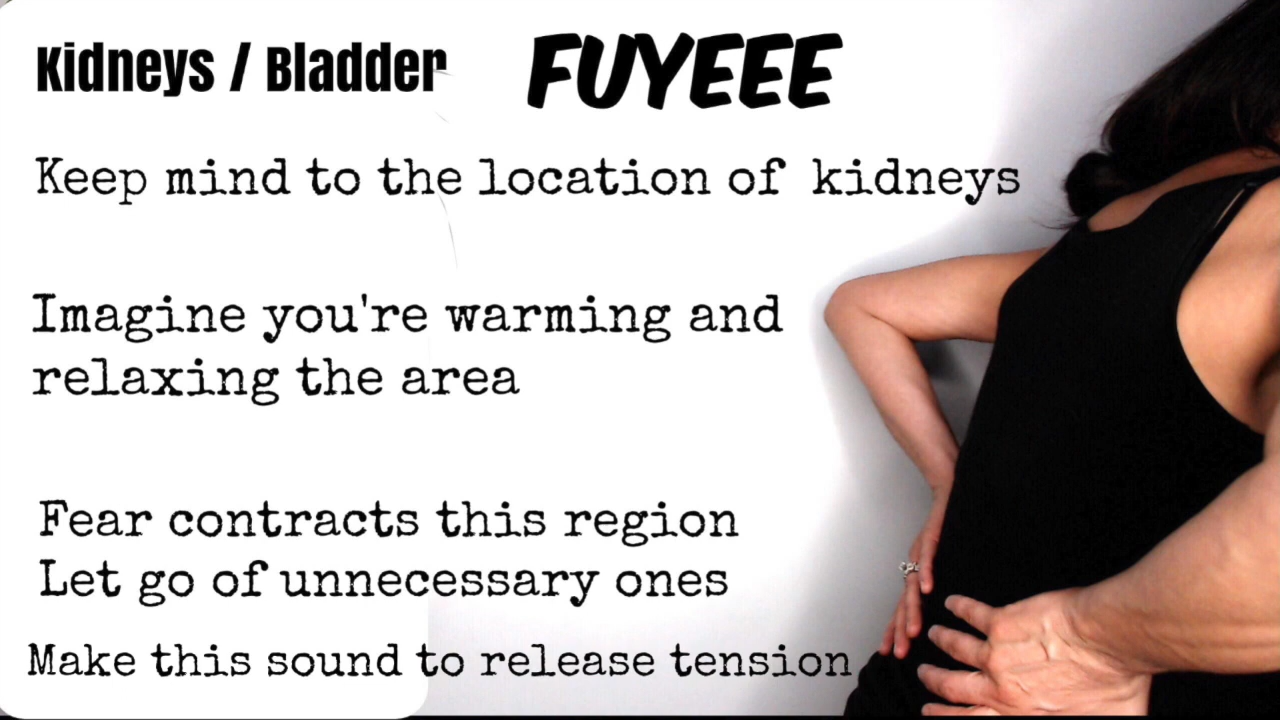 Kidneys / Bladder FUYEEE
Keep mind to the location of kidneys
Imagine you're warming and
relaxing the area
Fear contracts this region
Let go of unnecessary ones
Make this sound to release tension